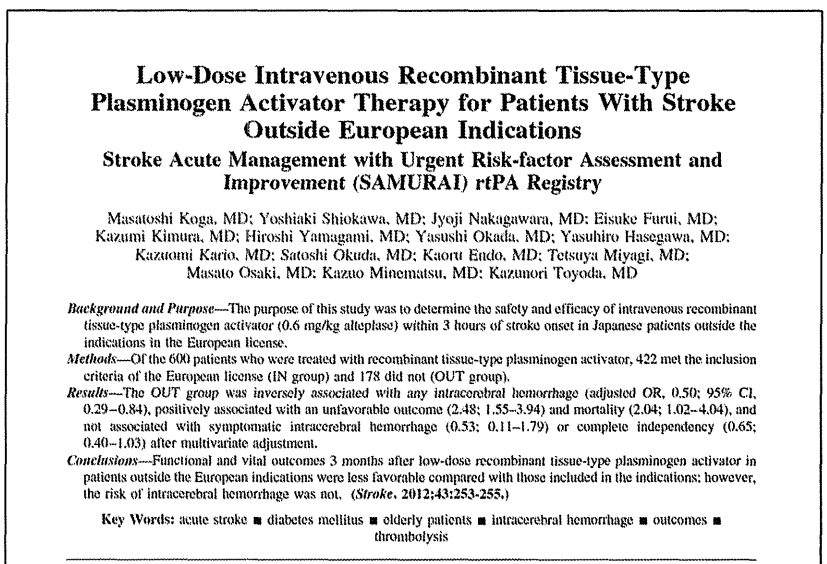 Low-Dose Intravenous Recombinant Tissue-Type
Plasminogen Activator Therapy for Patients With Stroke
Outside European Indications
Stroke Acute Management with Urgent Risk-factor Assessment and
Improvement (SAMURAI) rtPA Registry
Masatoshi Koga, MD; Yoshiaki Shiokawa, MD; Jyoji Nakagawara, MD; Eisuke Furui, MD;
Kazumi Kimura, MD; Hiroshi Yamagami, MD; Yasushi Okada, MD; Yasuhiro Hasegawa, MD;
Kazuomi Kario, MD; Satoshi Okuda, MD; Kaoru Endo, MD; Tetsuya Miyagi, MD;
Masato Osaki, MD; Kazuo Minematsu, MD; Kazunori Toyoda, MD
Background and Purpose—The purpose of this study was to determine the safety and efficacy of intravenous recombinant
tissue-type plasminogen activator (0.6 mg/kg alteplase) within 3 hours of stroke onset in Japanese patients outside the
indications in the European license.
Methods—Of the 600 patients who were treated with recombinant tissue-type plasminogen activator, 422 met the inclusion
criteria of the European license (IN group) and 178 did not (OUT group).
Results—The OUT group was inversely associated with any intracerebral hemorrhage (adjusted OR, 0.50; 95% CI,
0.29–0.84), positively associated with an unfavorable outcome (2.48; 1.55–3.94) and mortality (2.04; 1.02–4.04), and
not associated with symptomatic intracerebral hemorrhage (0.53; 0.11–1.79) or complete independency (0.65;
0.40–1.03) after multivariate adjustment.
Conclusions—Functional and vital outcomes 3 months after low-dose recombinant tissue-type plasminogen activator in
patients outside the European indications were less favorable compared with those included in the indications; however,
the risk of intracerebral hemorrhage was not. (Stroke. 2012;43:253-255.)
Key Words: acute stroke ■ diabetes mellitus ■ elderly patients ■ intracerebral hemorrhage ■ outcomes ■
thrombolysis